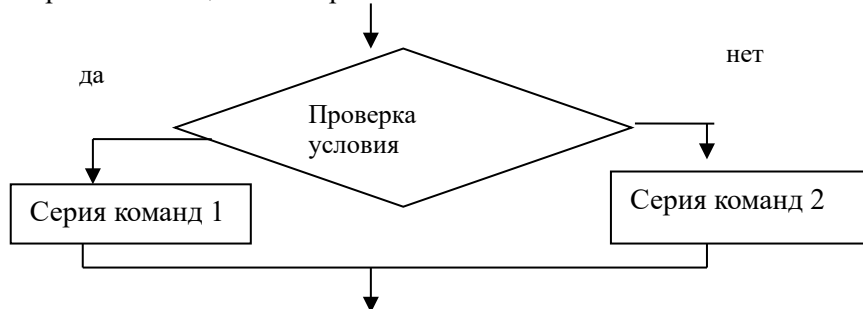 да
нет
Проверка
условия
Серия команд 1
Серия команд 2